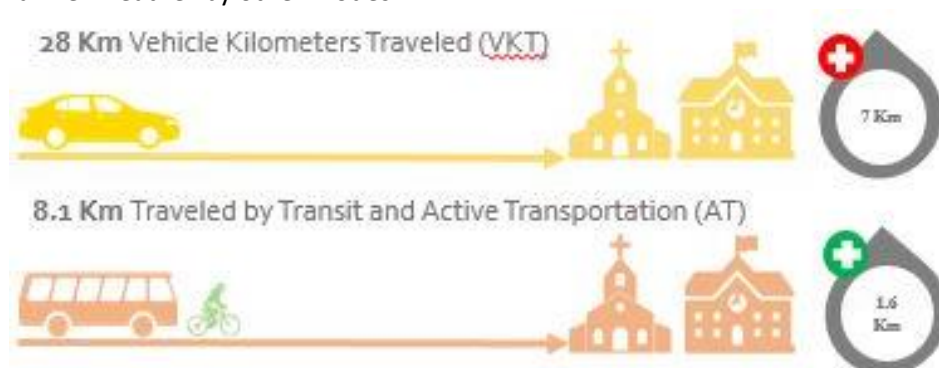 28 Km Vehicle Kilometers Traveled (VKT)
7 Km
8.1 Km Traveled by Transit and Active Transportation (AT)
1.6
Km